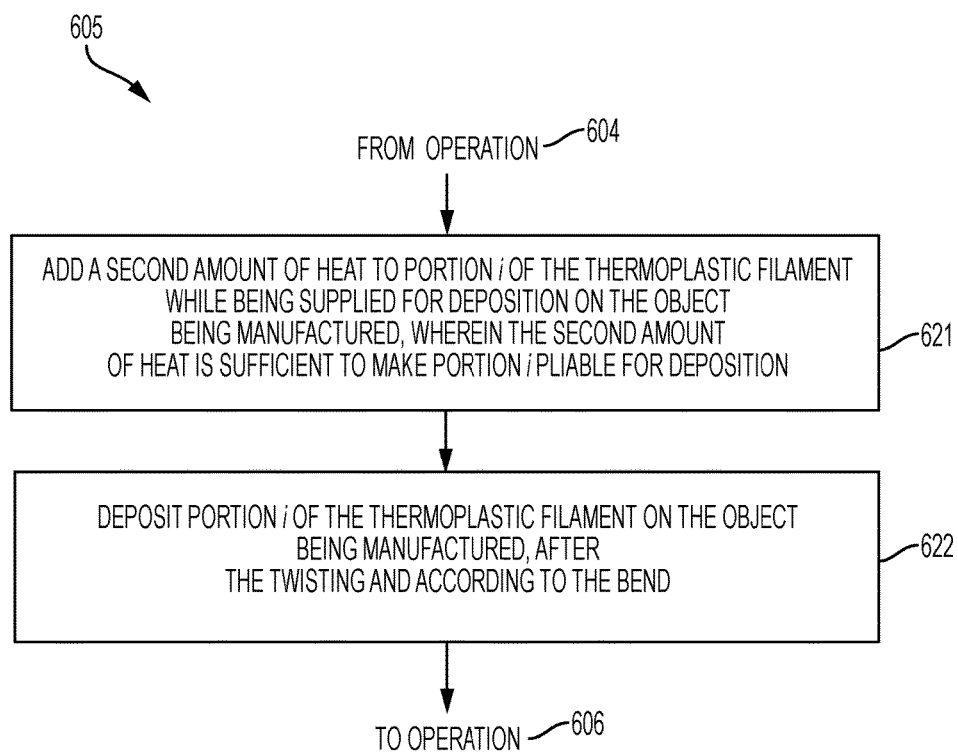 605
FROM OPERATION 604
ADD A SECOND AMOUNT OF HEAT TO PORTION i OF THE THERMOPLASTIC FILAMENT
WHILE BEING SUPPLIED FOR DEPOSITION ON THE OBJECT
BEING MANUFACTURED, WHEREIN THE SECOND AMOUNT
OF HEAT IS SUFFICIENT TO MAKE PORTION i PLIABLE FOR DEPOSITION
621
DEPOSIT PORTION i OF THE THERMOPLASTIC FILAMENT ON THE OBJECT
BEING MANUFACTURED, AFTER
THE TWISTING AND ACCORDING TO THE BEND
622
TO OPERATION 606